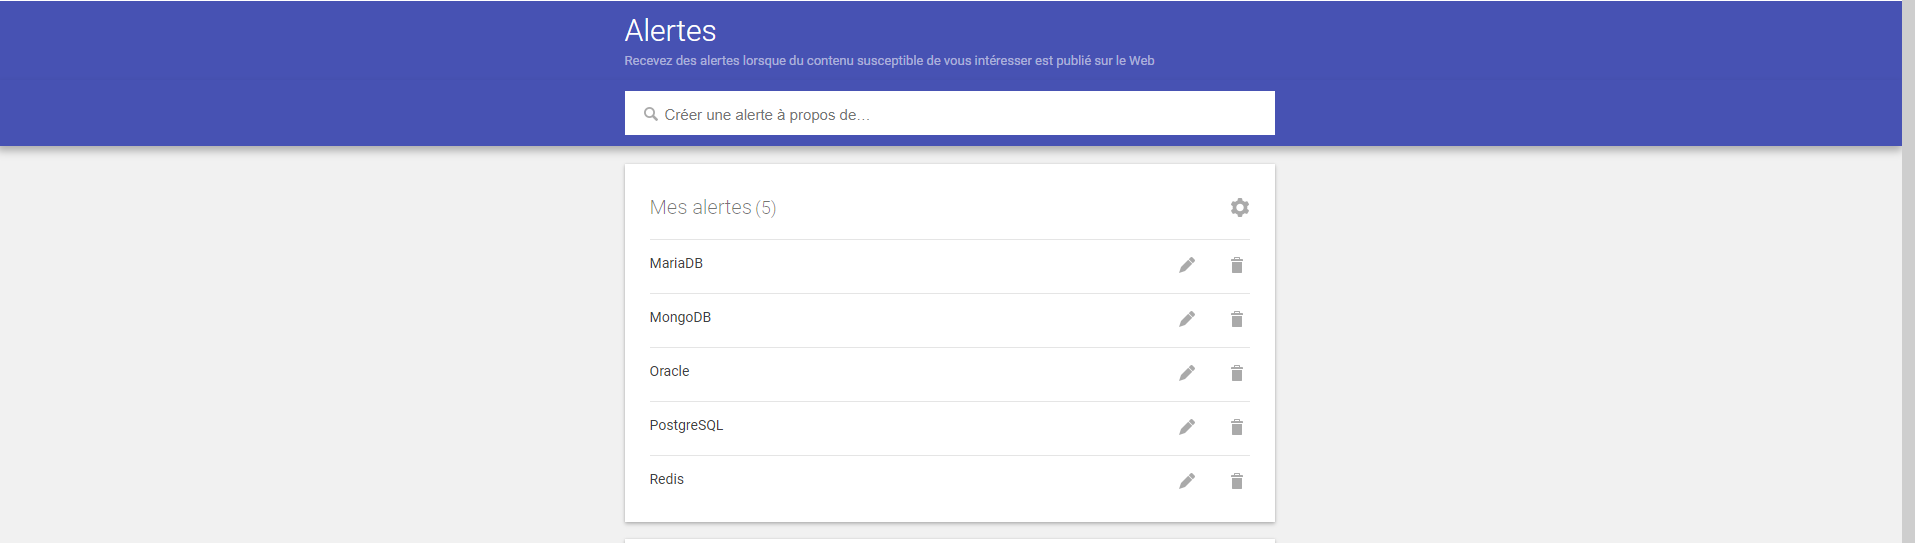 Alertes
Recevez des alertes lorsque du contenu susceptible de vous intéresser est publié sur le Web
Créer une alerte à propos de…
Mes alertes (5)
MariaDB
MongoDB
Oracle
PostgreSQL
Redis